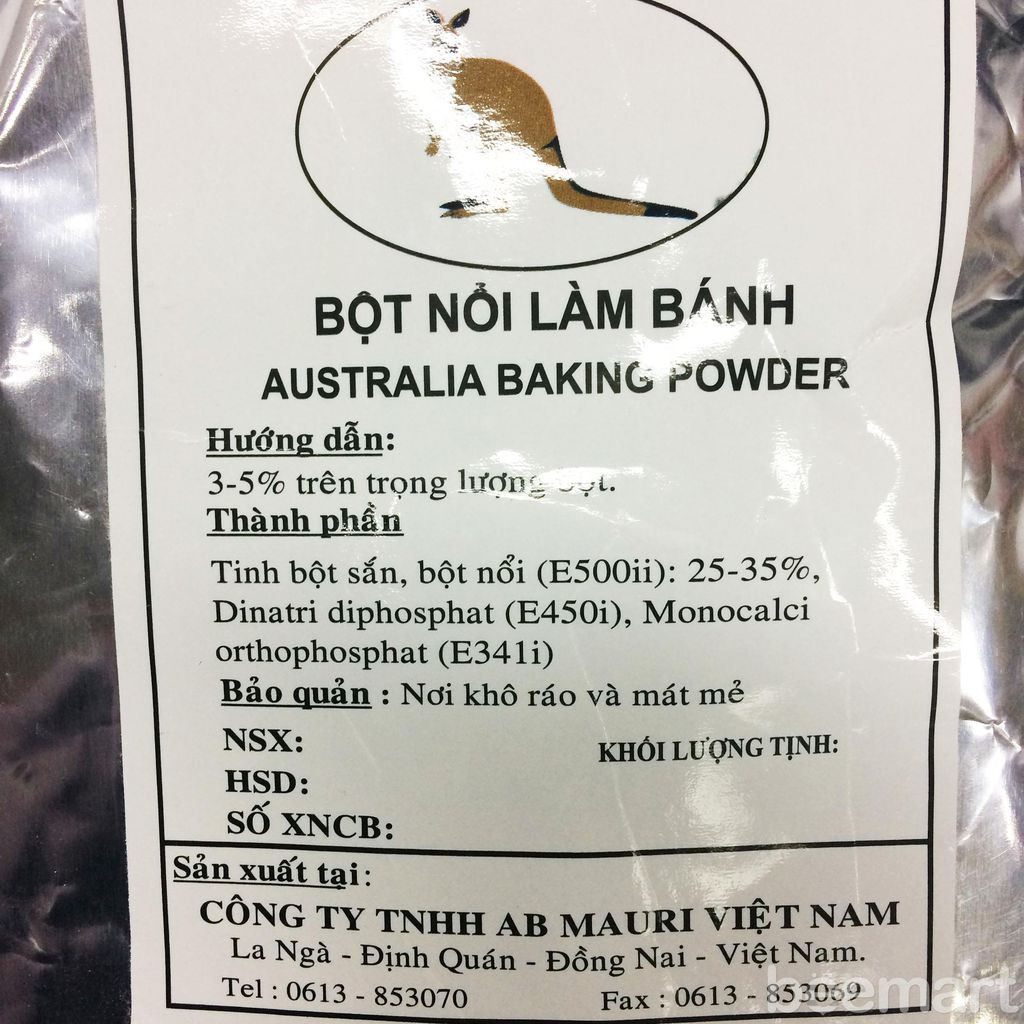 BỘT NỔI LÀM BÁNH
AUSTRALIA BAKING POWDER
Hướng dẫn:
3-5% trên trọng lượng bột.
Thành phần
Tinh bột sắn, bột nổi (E500ii): 25-35%,
Dinatri diphosphat (E450i), Monocalci
orthophosphat (E341i)
Bảo quản : Nơi khô ráo và mát mẻ
NSX:
KHỐI LƯỢNG TỊNH:
HSD:
SỐ XNCB:
Sản xuất tại:
CÔNG TY TNHH AB MAURI VIỆT NAM
La Ngà - Định Quán - Đồng Nai - Việt Nam.
Tel : 0613 - 853070
Fax : 0613 - 853069
beemart